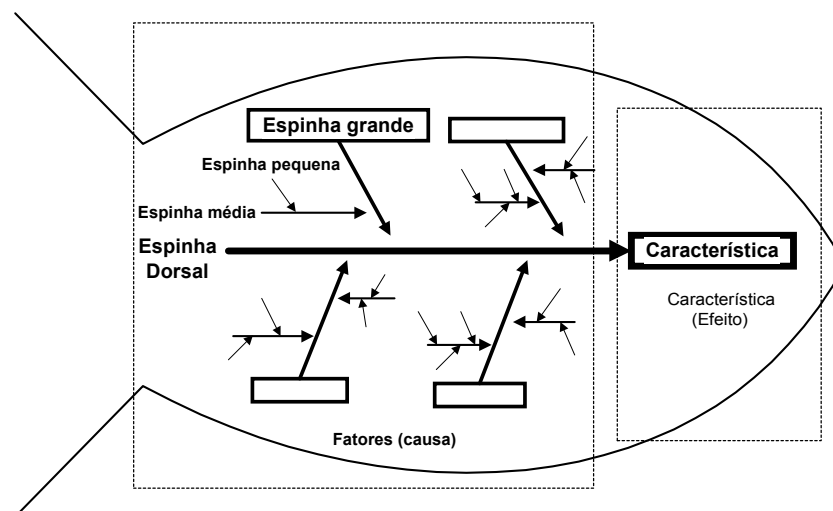 Espinha grande
Espinha pequena
Espinha média
Espinha
Dorsal
Característica
Característica
(Efeito)
Fatores (causa)